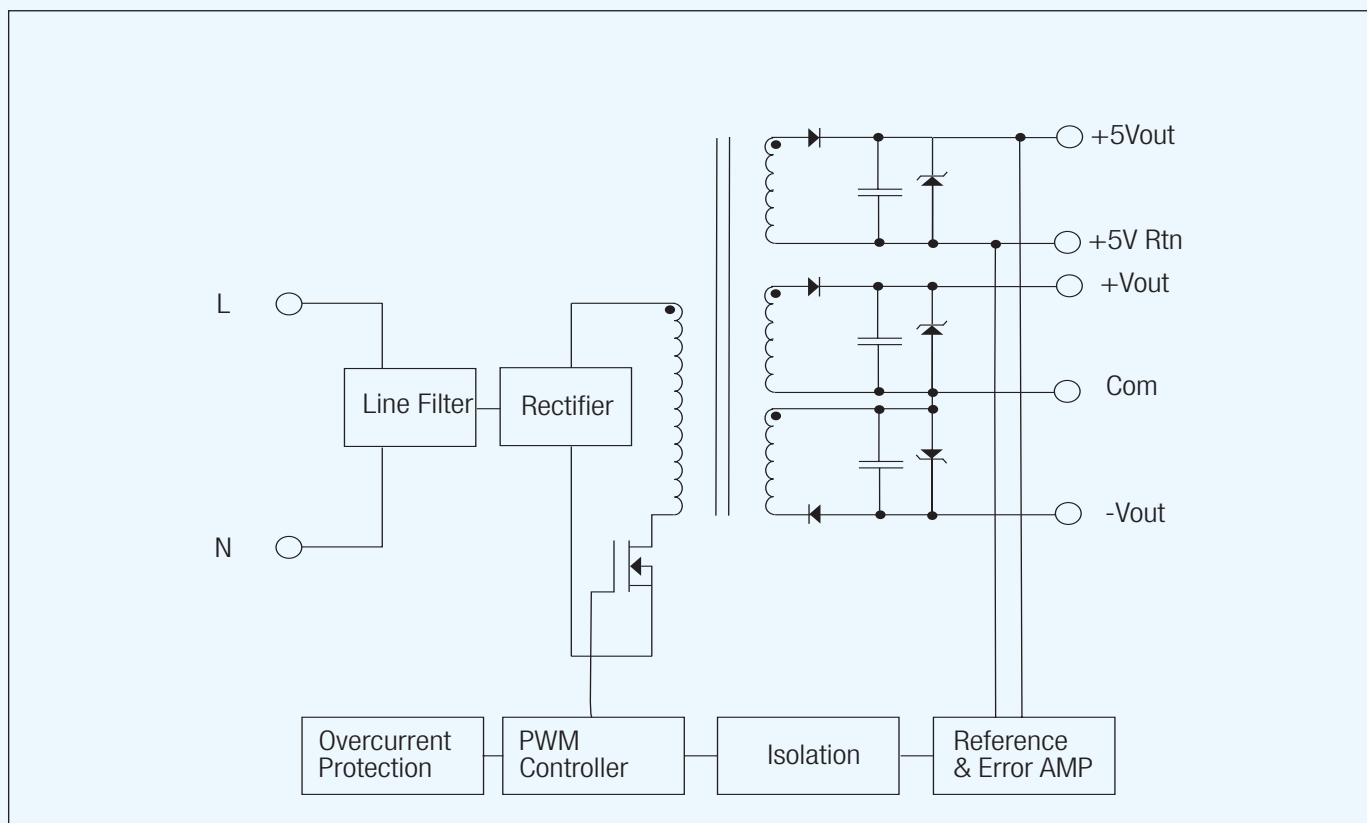 +5Vout
+5V Rtn
+Vout
L
Com
Line Filter
Rectifier
-Vout
N
Overcurrent
Protection
PWM
Controller
Isolation
Reference
& Error AMP